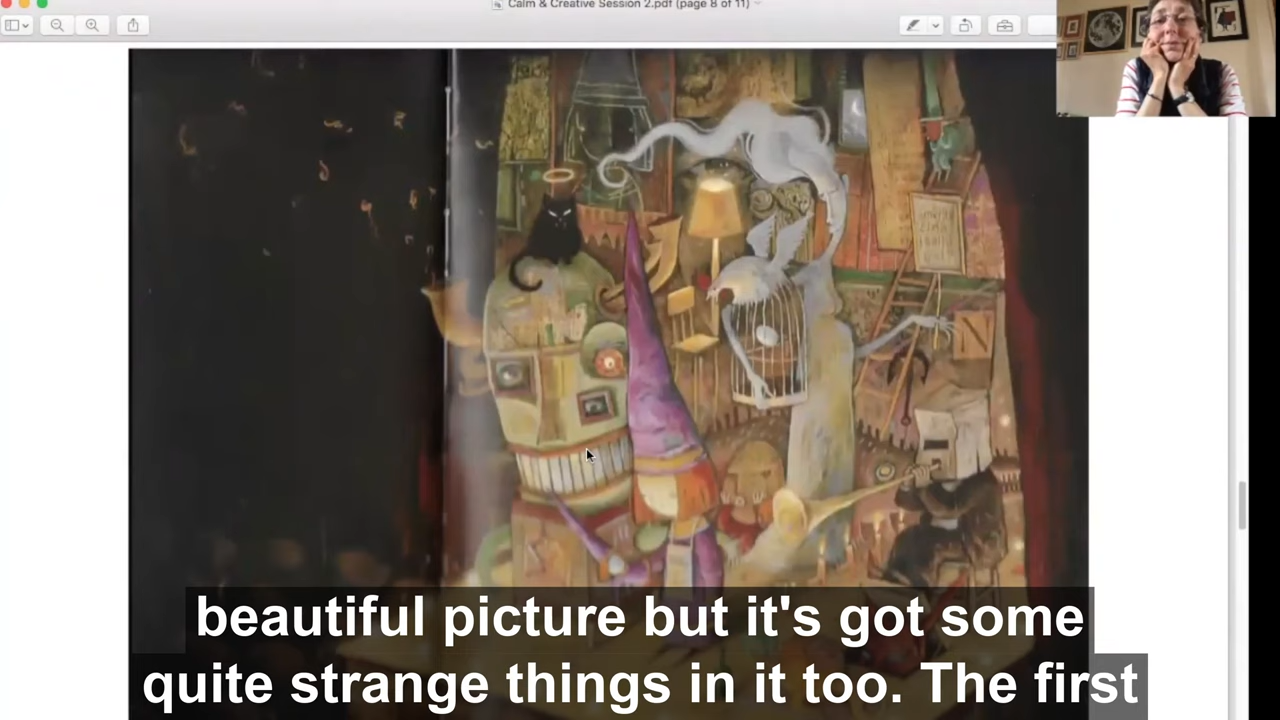 Calm & Creative Session 2.pdf (page 8 of 11)
N
beautiful picture but it's got some
quite strange things in it too. The first